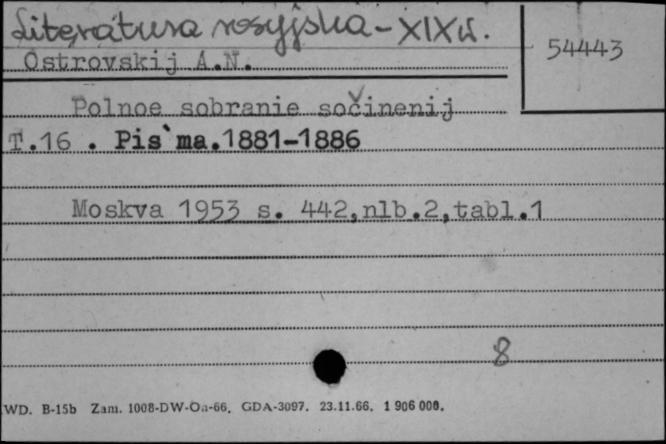 Literatura rosyjska - XIX w.
54443
Ostrovskij A.N.
Polnoe sobranie sočinenij
T.16 . Pis`ma.1881-1886
Moskva 1953 s. 442,nlb.2,tabl.1
8
WD. B-15b Zam. 1008-DW-Oa-66. GDA-3097. 23.11.66. 1 906 000.